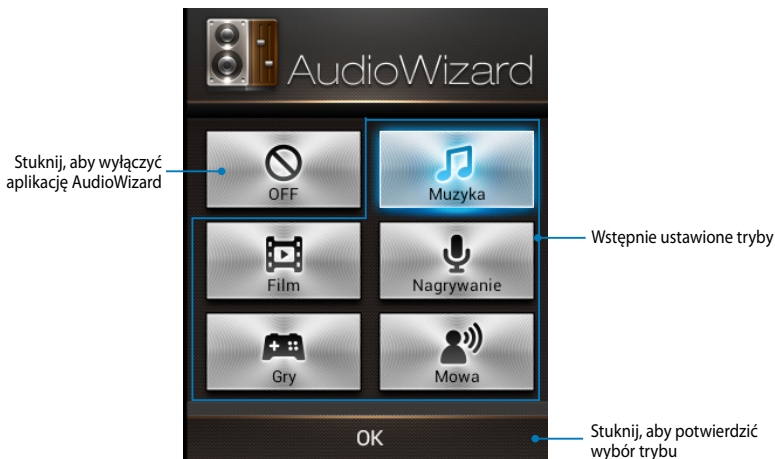 AudioWizard
Stuknij, aby wyłączyć
aplikację AudioWizard
OFF
Muzyka
Wstępnie ustawione tryby
Film
Nagrywanie
Gry
Mowa
OK
Stuknij, aby potwierdzić
wybór trybu